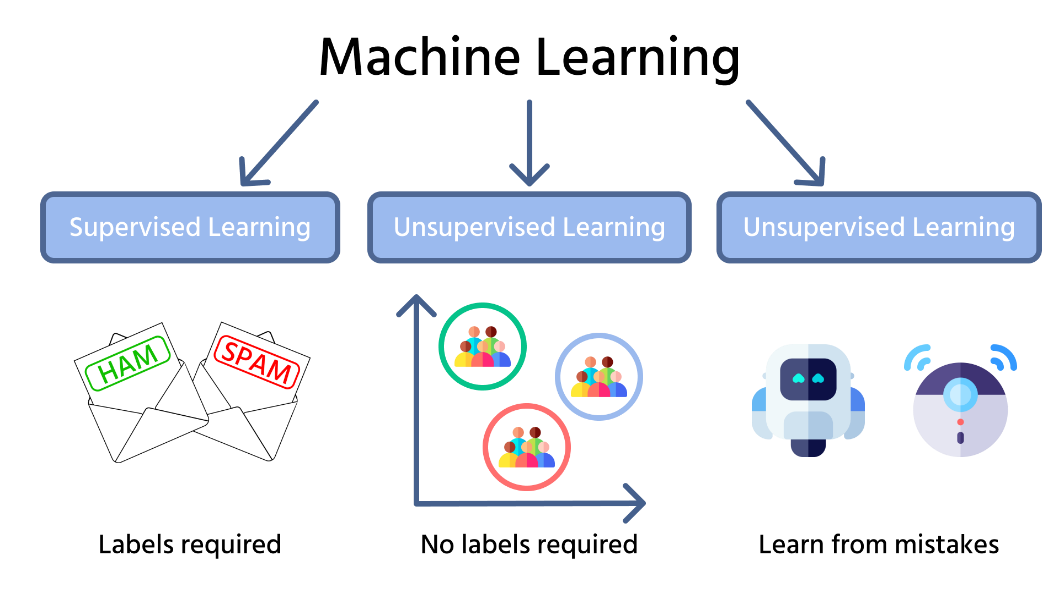 Machine Learning
Supervised Learning
Unsupervised Learning
Unsupervised Learning
HAM
SPAM
Labels required
No labels required
Learn from mistakes